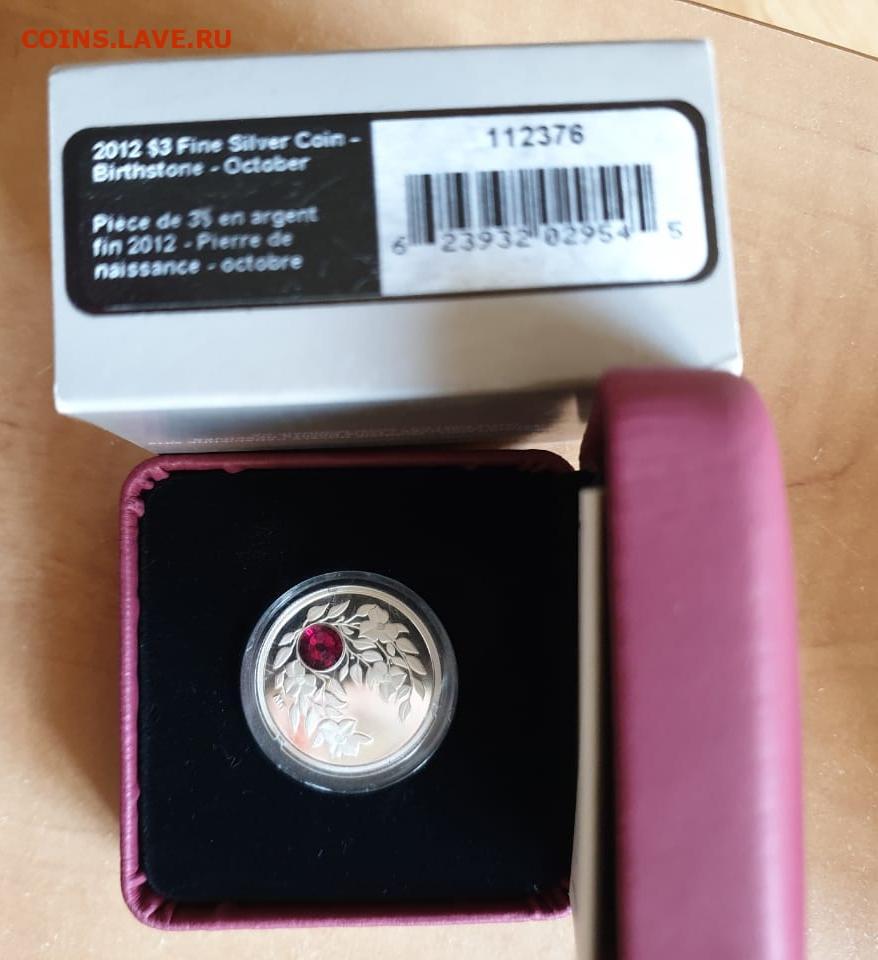 COINS.LAVE.RU
2012 $3 Fine Silver Coin -
Birthstone - October
Pièce de 3$ en argent
fin 2012 - Pierre de
naissance - octobre
112376
6 23932 02954 5